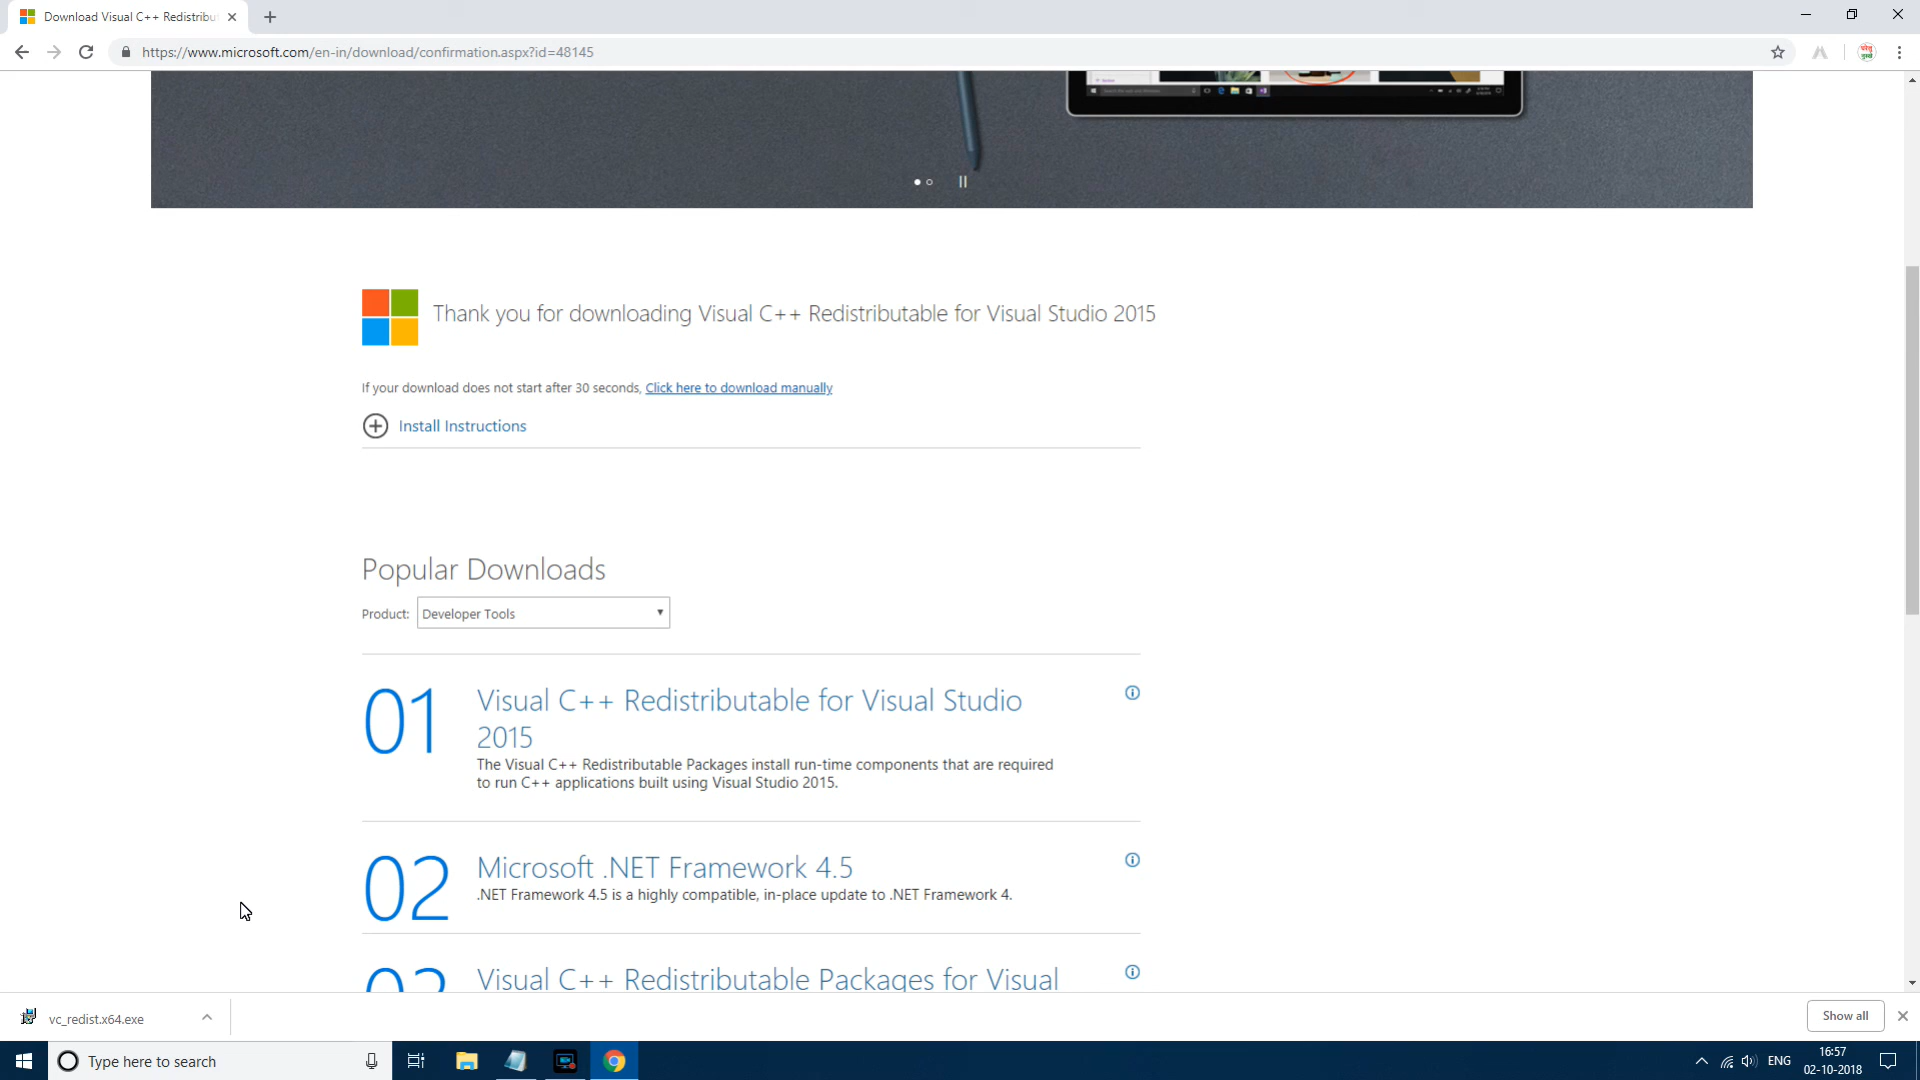 Download Visual C++ Redistribu
https://www.microsoft.com/en-in/download/confirmation.aspx?id=48145
Thank you for downloading Visual C++ Redistributable for Visual Studio 2015
If your download does not start after 30 seconds, Click here to download manually
Install Instructions
Popular Downloads
Product: Developer Tools
01
Visual C++ Redistributable for Visual Studio
2015
The Visual C++ Redistributable Packages install run-time components that are required
to run C++ applications built using Visual Studio 2015.
02
Microsoft .NET Framework 4.5
.NET Framework 4.5 is a highly compatible, in-place update to .NET Framework 4.
03
Visual C++ Redistributable Packages for Visual
vc_redist.x64.exe
Show all
Type here to search
ENG
16:57
02-10-2018